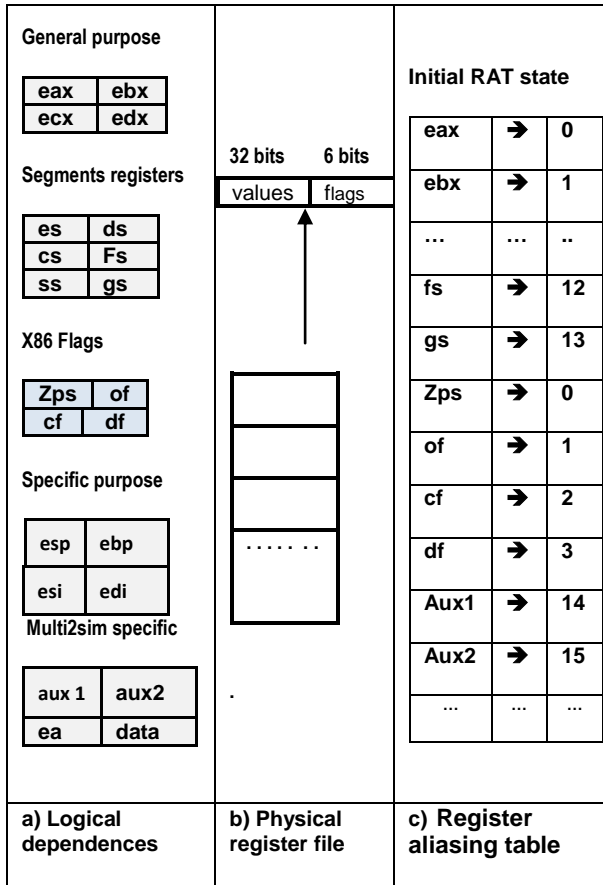 General purpose
eax ebx
ecx edx
Segments registers
es ds
cs Fs
ss gs
X86 Flags
Zps of
cf df
Specific purpose
esp ebp
esi edi
Multi2sim specific
aux 1 aux2
ea data
32 bits 6 bits
values flags
. . . . . . .
.
Initial RAT state
eax ➔ 0
ebx ➔ 1
... ... ..
fs ➔ 12
gs ➔ 13
Zps ➔ 0
of ➔ 1
cf ➔ 2
df ➔ 3
Aux1 ➔ 14
Aux2 ➔ 15
... ... ...
a) Logical
dependences
b) Physical
register file
c) Register
aliasing table